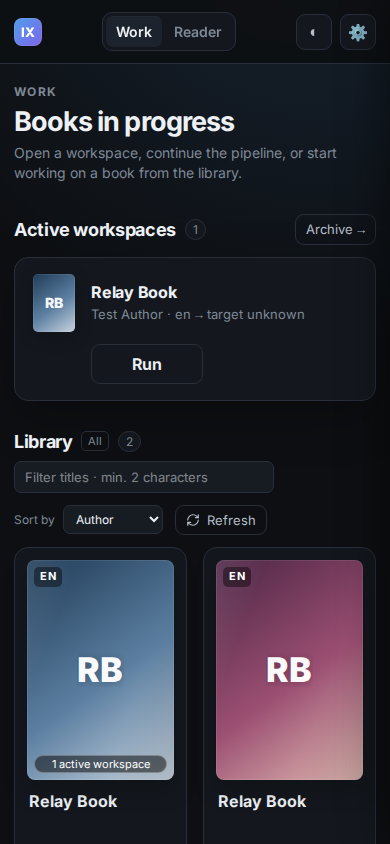 IX
Work
Reader
WORK
Books in progress
Open a workspace, continue the pipeline, or start
working on a book from the library.
Active workspaces 1
Archive →
RB
Relay Book
Test Author · en → target unknown
Run
Library All 2
Filter titles · min. 2 characters
Sort by Author Refresh
EN
RB
1 active workspace
Relay Book
EN
RB
Relay Book